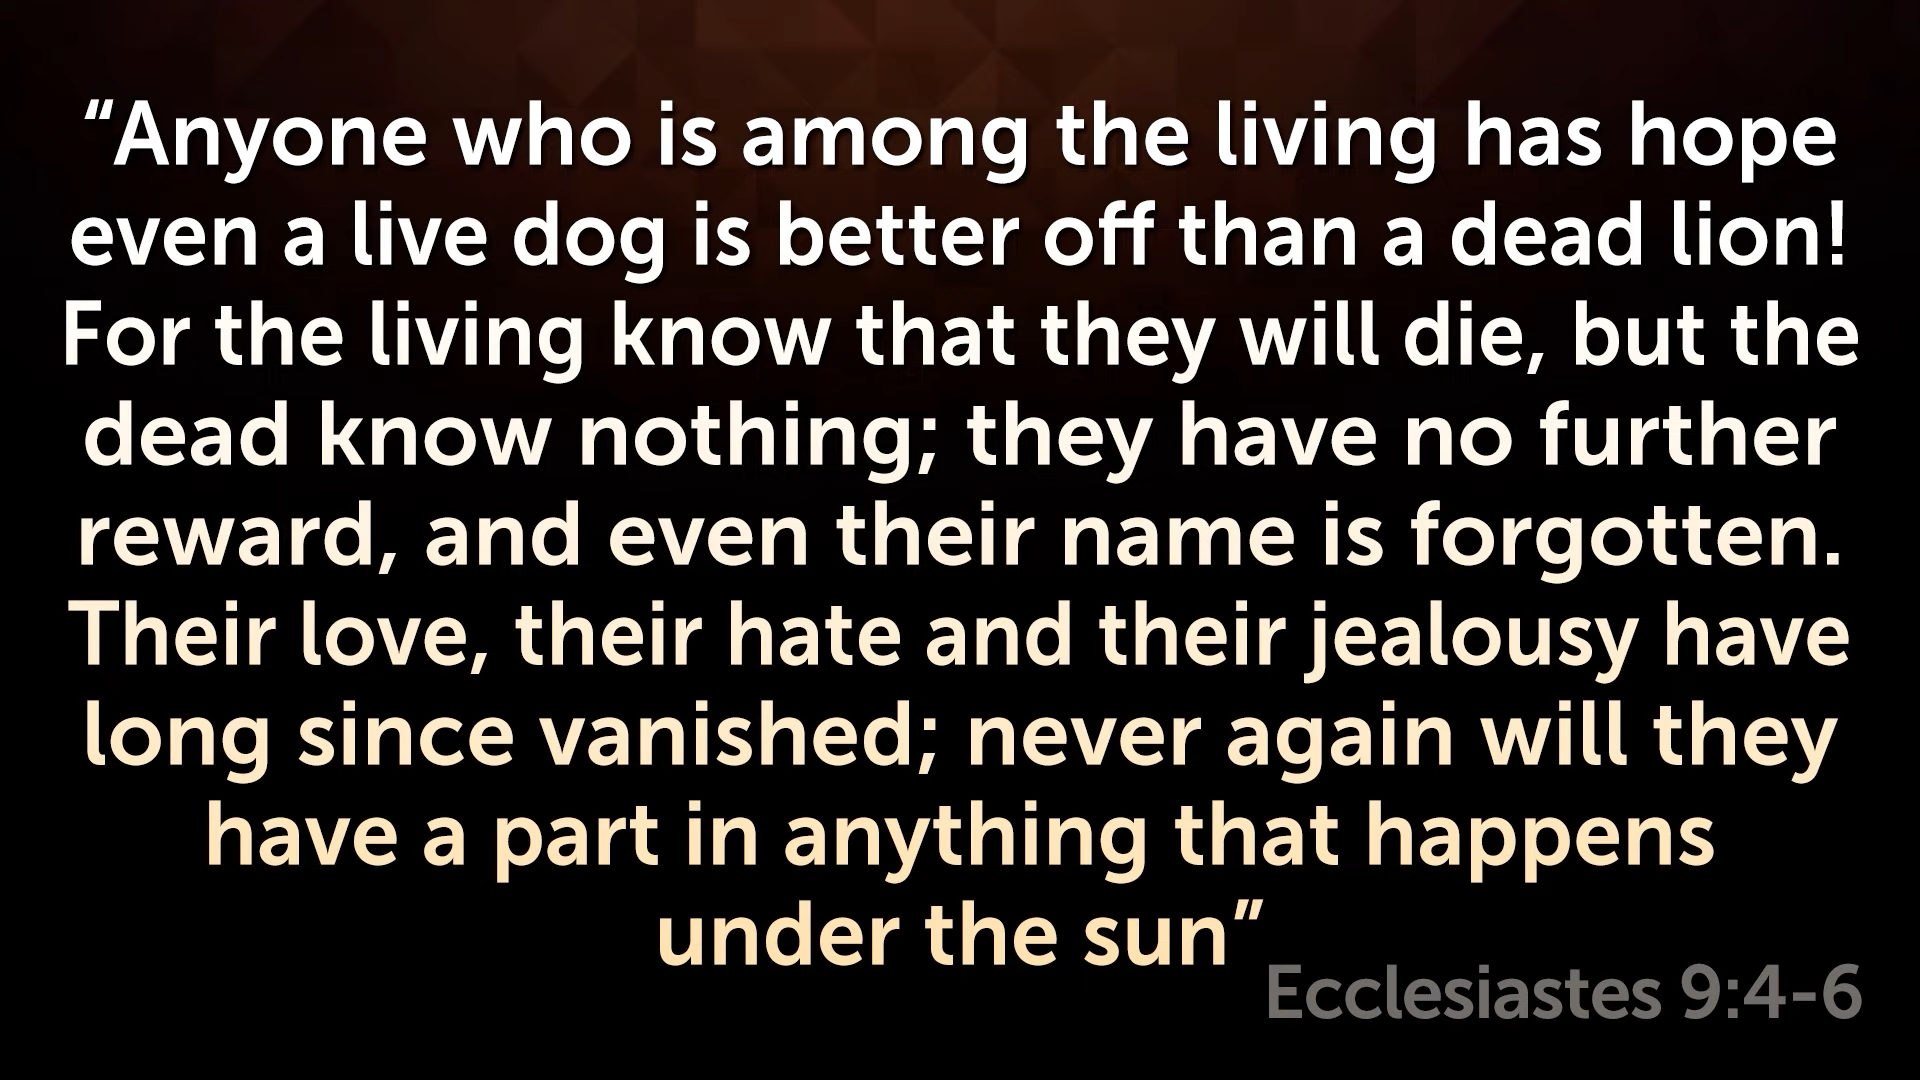 “Anyone who is among the living has hope
even a live dog is better off than a dead lion!
For the living know that they will die, but the
dead know nothing; they have no further
reward, and even their name is forgotten.
Their love, their hate and their jealousy have
long since vanished; never again will they
have a part in anything that happens
under the sun”
Ecclesiastes 9:4-6